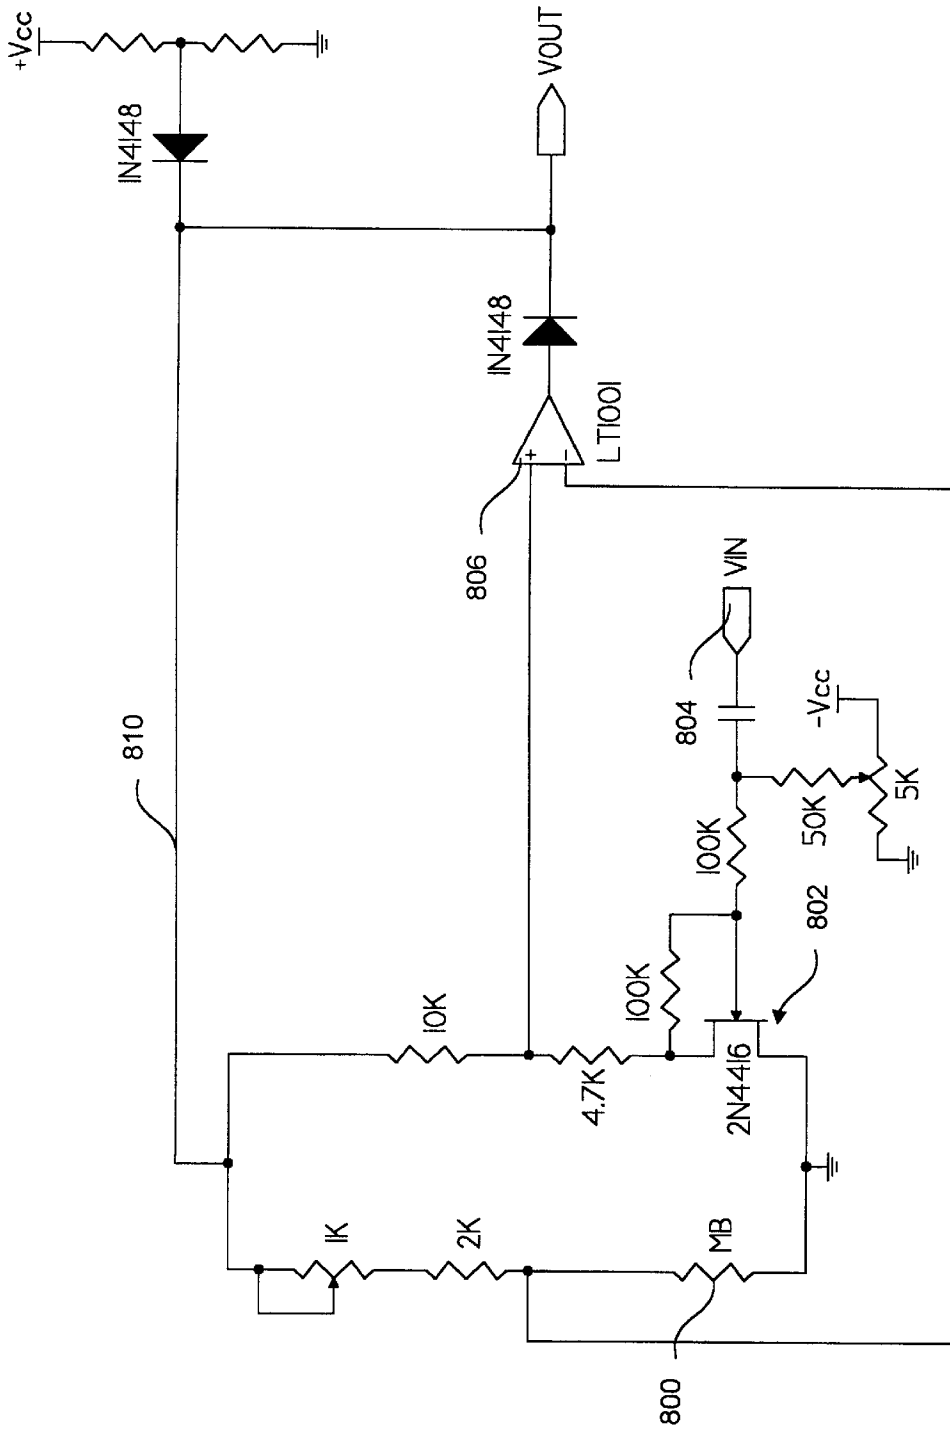 +Vcc
IN4148
VOUT
IN4148
LT1001
+
−
806
VIN
804
810
-Vcc
5K
50K
100K
802
100K
10K
4.7K
2N4416
1K
2K
MB
800